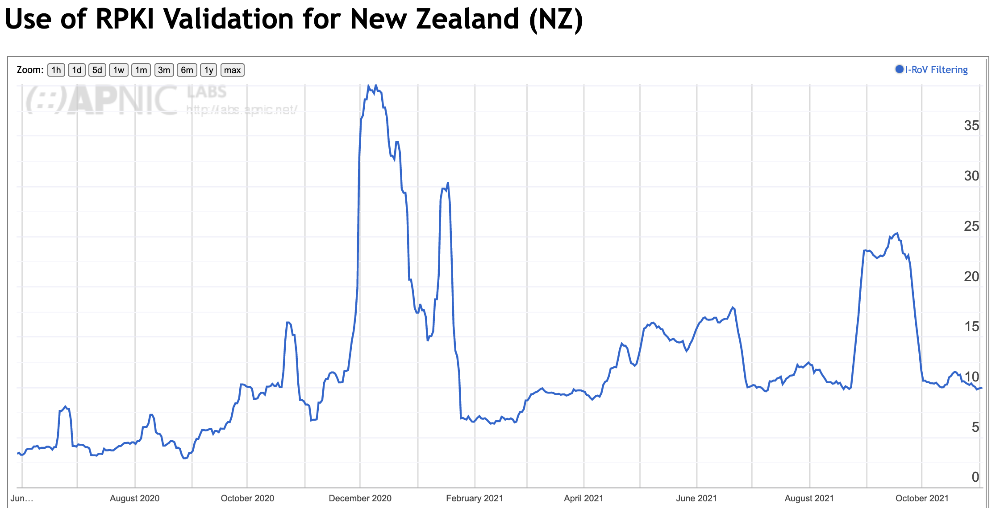 Use of RPKI Validation for New Zealand (NZ)
Zoom: 1h 1d 5d 1w 1m 3m 6m 1y max
I-RoV Filtering
(::)APNIC LABS
http://labs.apnic.net/
35
30
25
20
15
10
5
0
Jun… August 2020 October 2020 December 2020 February 2021 April 2021 June 2021 August 2021 October 2021